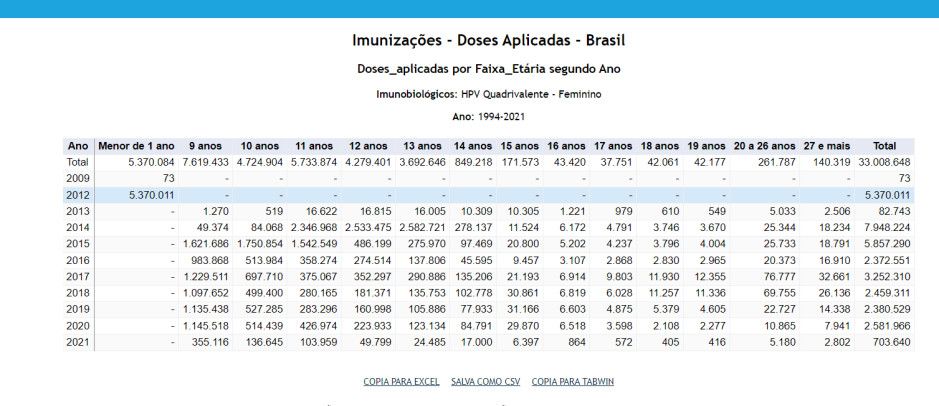 Imunizações - Doses Aplicadas - Brasil
Doses_aplicadas por Faixa_Etária segundo Ano
Imunobiológicos: HPV Quadrivalente - Feminino
Ano: 1994-2021
Ano Menor de 1 ano 9 anos 10 anos 11 anos 12 anos 13 anos 14 anos 15 anos 16 anos 17 anos 18 anos 19 anos 20 a 26 anos 27 e mais Total
Total 5.370.084 7.619.433 4.724.904 5.733.874 4.279.401 3.692.646 849.218 171.573 43.420 37.751 42.061 42.177 261.787 140.319 33.008.648
2009 73 - - - - - - - - - - - - - 73
2012 5.370.011 - - - - - - - - - - - - - 5.370.011
2013 - 1.270 519 16.622 16.815 16.005 10.309 10.305 1.221 979 610 549 5.033 2.506 82.743
2014 - 49.374 84.068 2.346.968 2.533.475 2.582.721 278.137 11.524 6.172 4.791 3.746 3.670 25.344 18.234 7.948.224
2015 - 1.621.686 1.750.854 1.542.549 486.199 275.970 97.469 20.800 5.202 4.237 3.796 4.004 25.733 18.791 5.857.290
2016 - 983.868 513.984 358.274 274.514 137.806 45.595 9.457 3.107 2.868 2.830 2.965 20.373 16.910 2.372.551
2017 - 1.229.511 697.710 375.067 352.297 290.886 135.206 21.193 6.914 9.803 11.930 12.355 76.777 32.661 3.252.310
2018 - 1.097.652 499.400 280.165 181.371 135.753 102.778 30.861 6.819 6.028 11.257 11.336 69.755 26.136 2.459.311
2019 - 1.135.438 527.285 283.296 160.998 105.886 77.933 31.166 6.603 4.875 5.379 4.605 22.727 14.338 2.380.529
2020 - 1.145.518 514.439 426.974 223.933 123.134 84.791 29.870 6.518 3.598 2.108 2.277 10.865 7.941 2.581.966
2021 - 355.116 136.645 103.959 49.799 24.485 17.000 6.397 864 572 405 416 5.180 2.802 703.640
COPIA PARA EXCEL SALVA COMO CSV COPIA PARA TABWIN